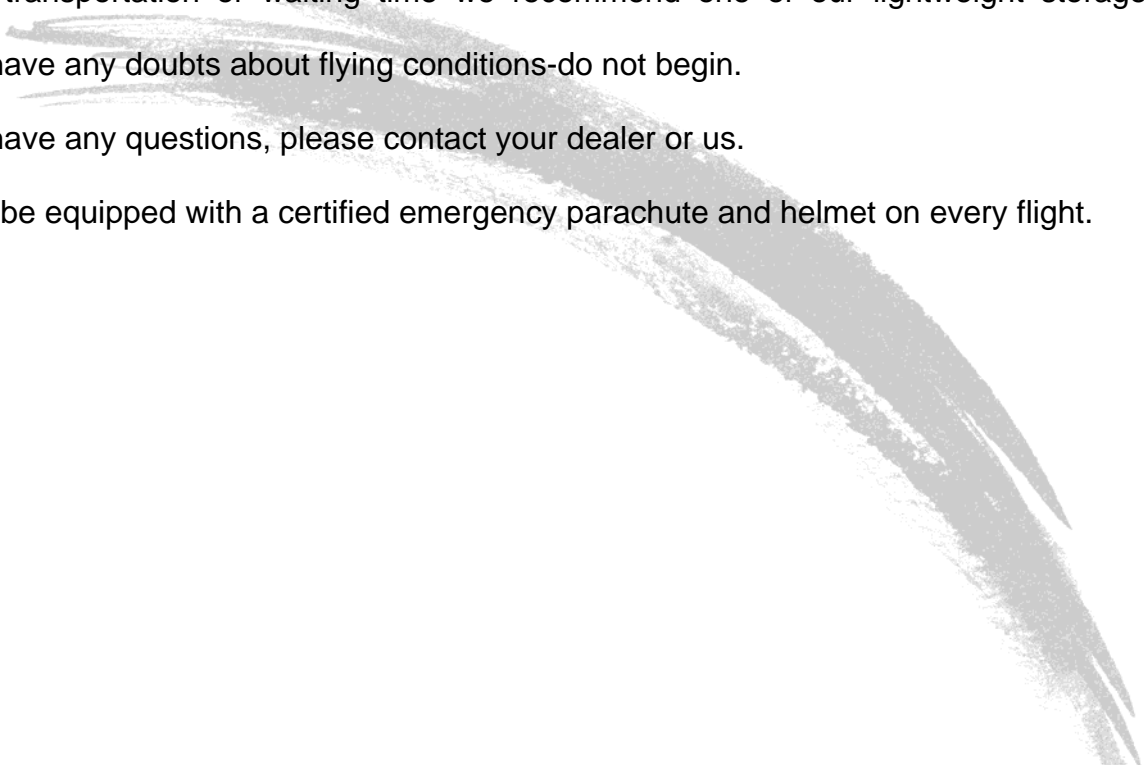 transportation or waiting time we recommend one of our lightweight storage
have any doubts about flying conditions-do not begin.
have any questions, please contact your dealer or us.
be equipped with a certified emergency parachute and helmet on every flight.